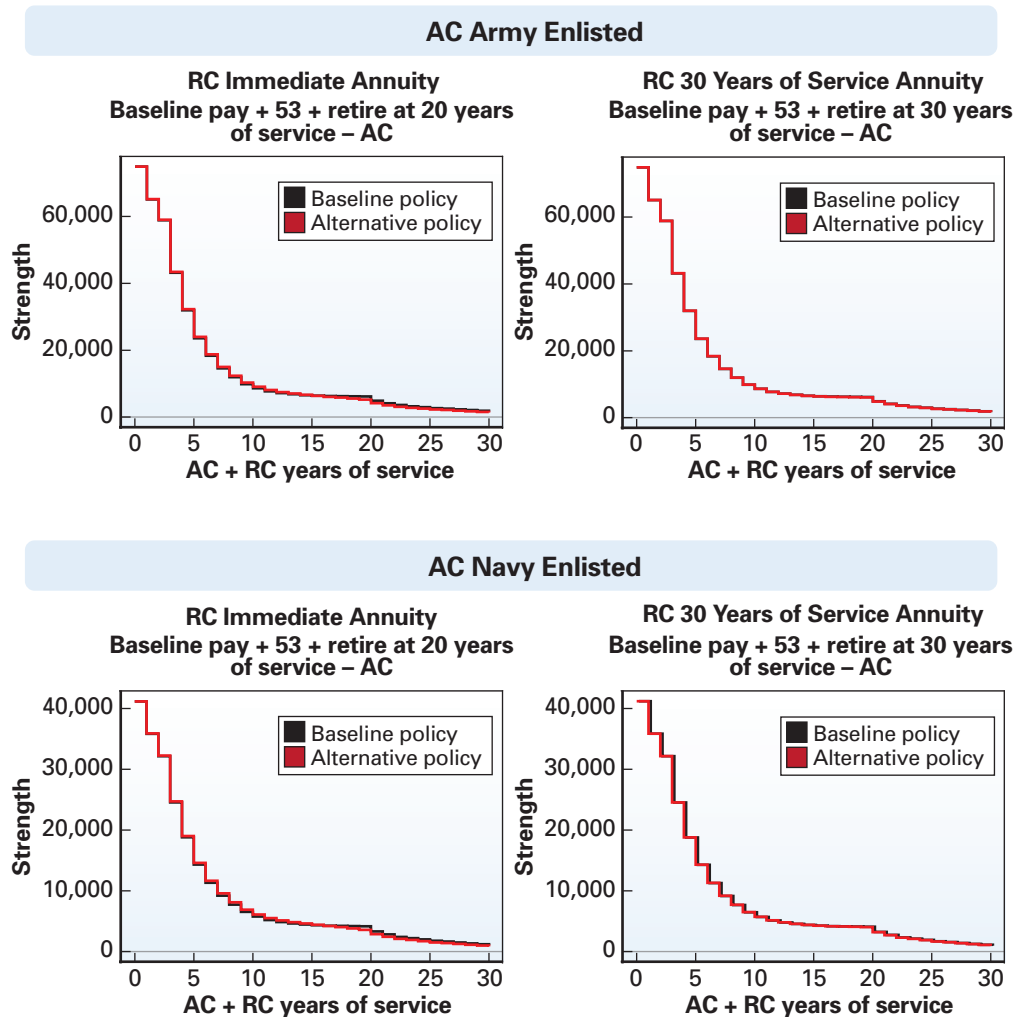 AC Army Enlisted
RC Immediate Annuity
Baseline pay + 53 + retire at 20 years
of service – AC
Baseline policy
Alternative policy
Strength
60,000
40,000
20,000
0
0 5 10 15 20 25 30
AC + RC years of service
RC 30 Years of Service Annuity
Baseline pay + 53 + retire at 30 years
of service – AC
Baseline policy
Alternative policy
Strength
60,000
40,000
20,000
0
0 5 10 15 20 25 30
AC + RC years of service
AC Navy Enlisted
RC Immediate Annuity
Baseline pay + 53 + retire at 20 years
of service – AC
Baseline policy
Alternative policy
Strength
40,000
30,000
20,000
10,000
0
0 5 10 15 20 25 30
AC + RC years of service
RC 30 Years of Service Annuity
Baseline pay + 53 + retire at 30 years
of service – AC
Baseline policy
Alternative policy
Strength
40,000
30,000
20,000
10,000
0
0 5 10 15 20 25 30
AC + RC years of service